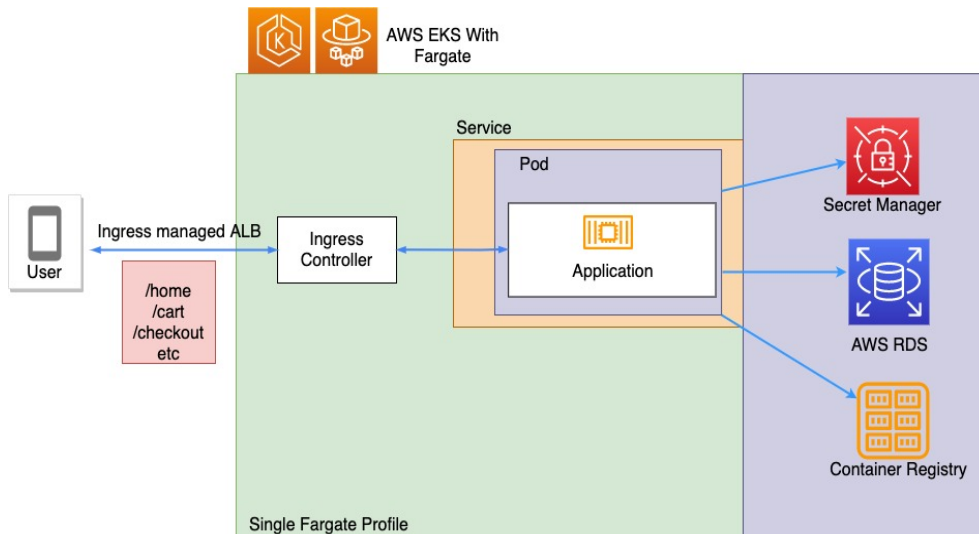 AWS EKS With
Fargate
Service
Pod
Secret Manager
Ingress managed ALB
Ingress
Controller
User
Application
/home
/cart
/checkout
etc
AWS RDS
Container Registry
Single Fargate Profile